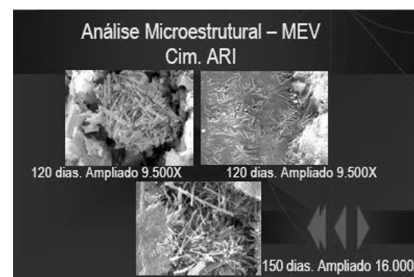 Análise Microestrutural – MEV
Cim. ARI
120 dias. Ampliado 9.500X
120 dias. Ampliado 9.500X
150 dias. Ampliado 16.000